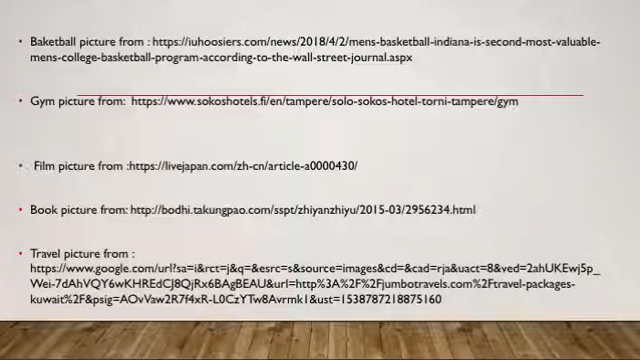 • Baketball picture from : https://iuhoosiers.com/news/2018/4/2/mens-basketball-indiana-is-second-most-valuable-
mens-college-basketball-program-according-to-the-wall-street-journal.aspx
• Gym picture from: https://www.sokoshotels.fi/en/tampere/solo-sokos-hotel-torni-tampere/gym
• Film picture from :https://livejapan.com/zh-cn/article-a0000430/
• Book picture from: http://bodhi.takungpao.com/sspt/zhiyanzhiyu/2015-03/2956234.html
• Travel picture from :
https://www.google.com/url?sa=i&rct=j&q=&esrc=s&source=images&cd=&cad=rja&uact=8&ved=2ahUKEwj5p_
Wei-7dAhVQY6wKHREdCJ8QjRx6BAgBEAU&url=http%3A%2F%2Fjumbotravels.com%2Ftravel-packages-
kuwait%2F&psig=AOvVaw2R7f4xR-L0CzYTw8Avrmk1&ust=1538787218875160